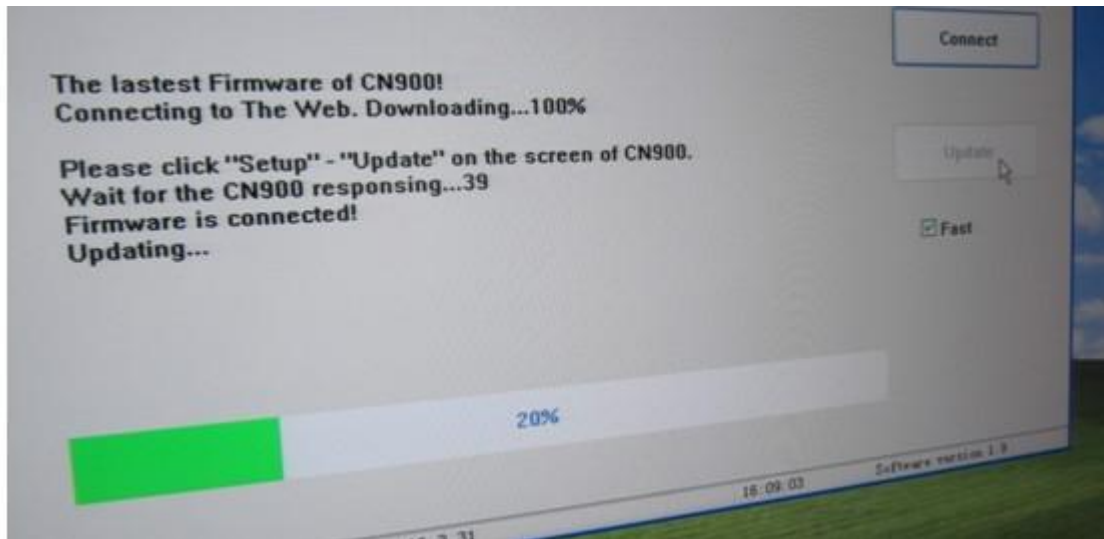 Connect
The lastest Firmware of CN900!
Connecting to The Web. Downloading...100%
Please click "Setup" - "Update" on the screen of CN900.
Update
Wait for the CN900 responsing...39
Firmware is connected!
Fast
Updating...
20%
16:09:03
Software version 1.9